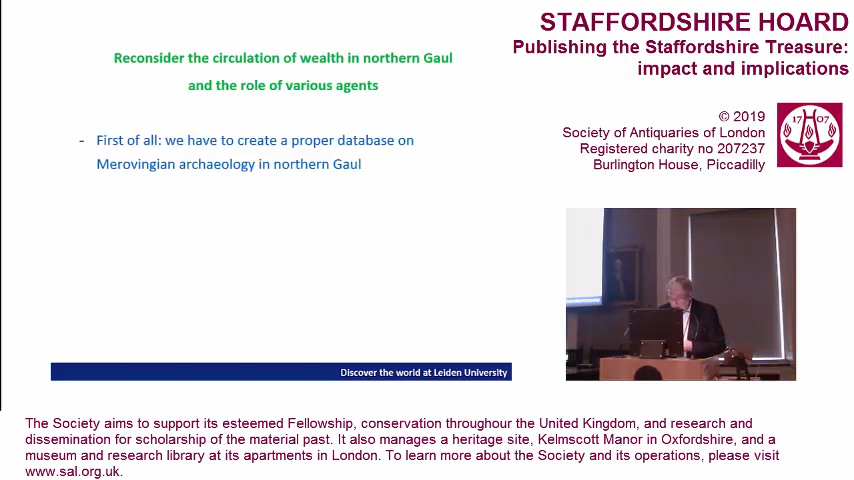 Reconsider the circulation of wealth in northern Gaul
and the role of various agents
- First of all: we have to create a proper database on
Merovingian archaeology in northern Gaul
Discover the world at Leiden University
STAFFORDSHIRE HOARD
Publishing the Staffordshire Treasure:
impact and implications
© 2019
Society of Antiquaries of London
Registered charity no 207237
Burlington House, Piccadilly
17 07
The Society aims to support its esteemed Fellowship, conservation throughour the United Kingdom, and research and
dissemination for scholarship of the material past. It also manages a heritage site, Kelmscott Manor in Oxfordshire, and a
museum and research library at its apartments in London. To learn more about the Society and its operations, please visit
www.sal.org.uk.